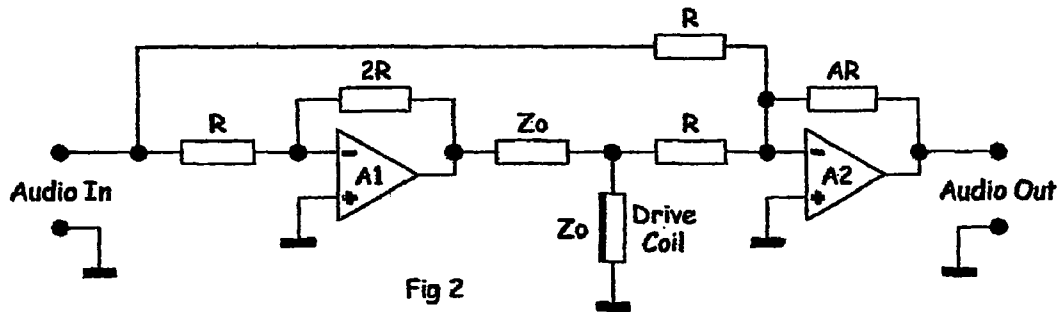 R
2R
AR
R
Zo
R
A1
A2
Audio In
Audio Out
Zo
Drive
Coil
Fig 2